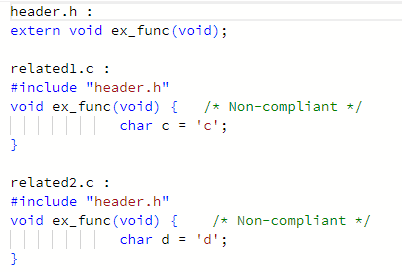 header.h :
extern void ex_func(void);
related1.c :
#include "header.h"
void ex_func(void) {   /* Non-compliant */
char c = 'c';
}
related2.c :
#include "header.h"
void ex_func(void) {    /* Non-compliant */
char d = 'd';
}